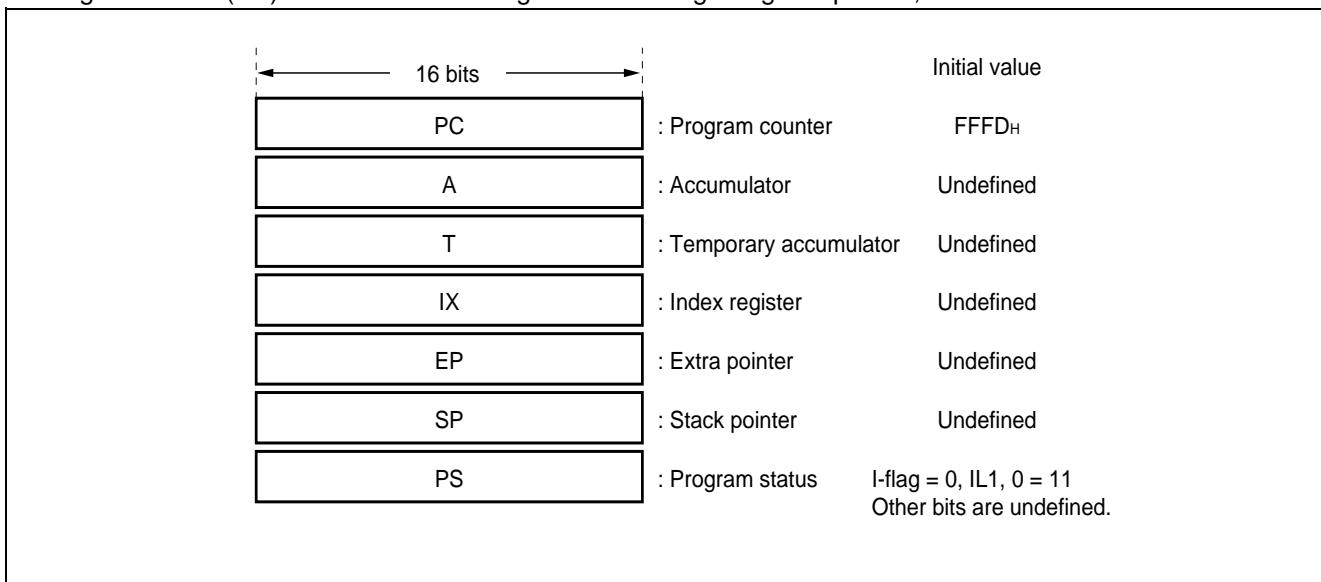 16 bits Initial value
PC : Program counter FFFDH
A : Accumulator Undefined
T : Temporary accumulator Undefined
IX : Index register Undefined
EP : Extra pointer Undefined
SP : Stack pointer Undefined
PS : Program status I-flag = 0, IL1, 0 = 11
Other bits are undefined.